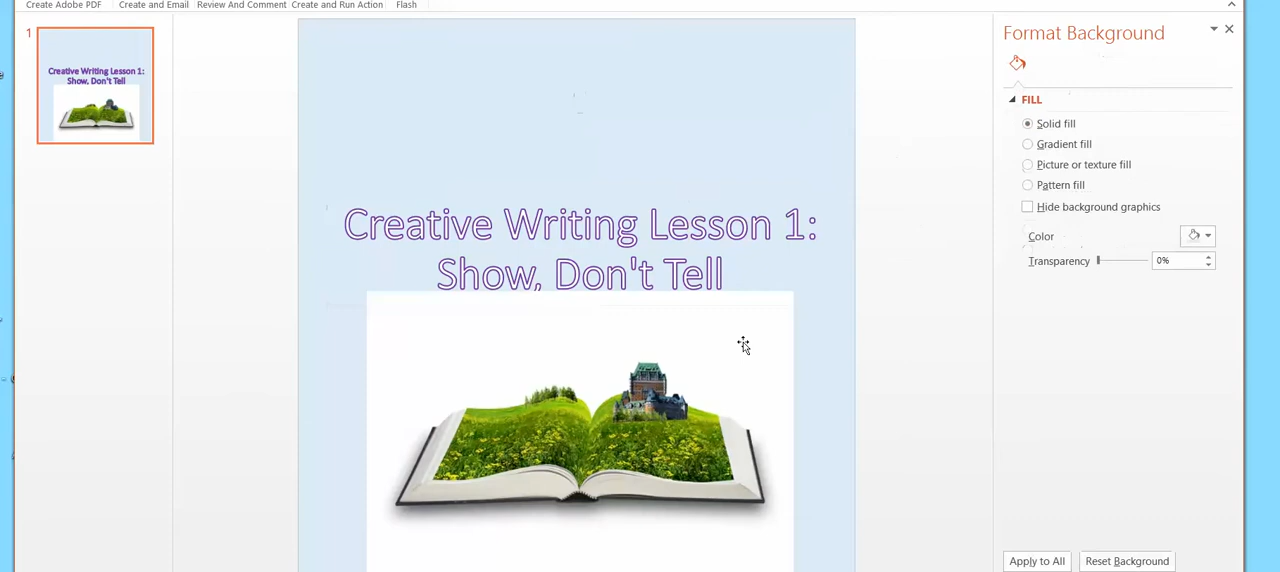 Create Adobe PDF Create and Email Review And Comment Create and Run Action Flash
1
Creative Writing Lesson 1:
Show, Don't Tell
Creative Writing Lesson 1:
Show, Don't Tell
Format Background
FILL
Solid fill
Gradient fill
Picture or texture fill
Pattern fill
Hide background graphics
Color
Transparency 0%
Apply to All Reset Background